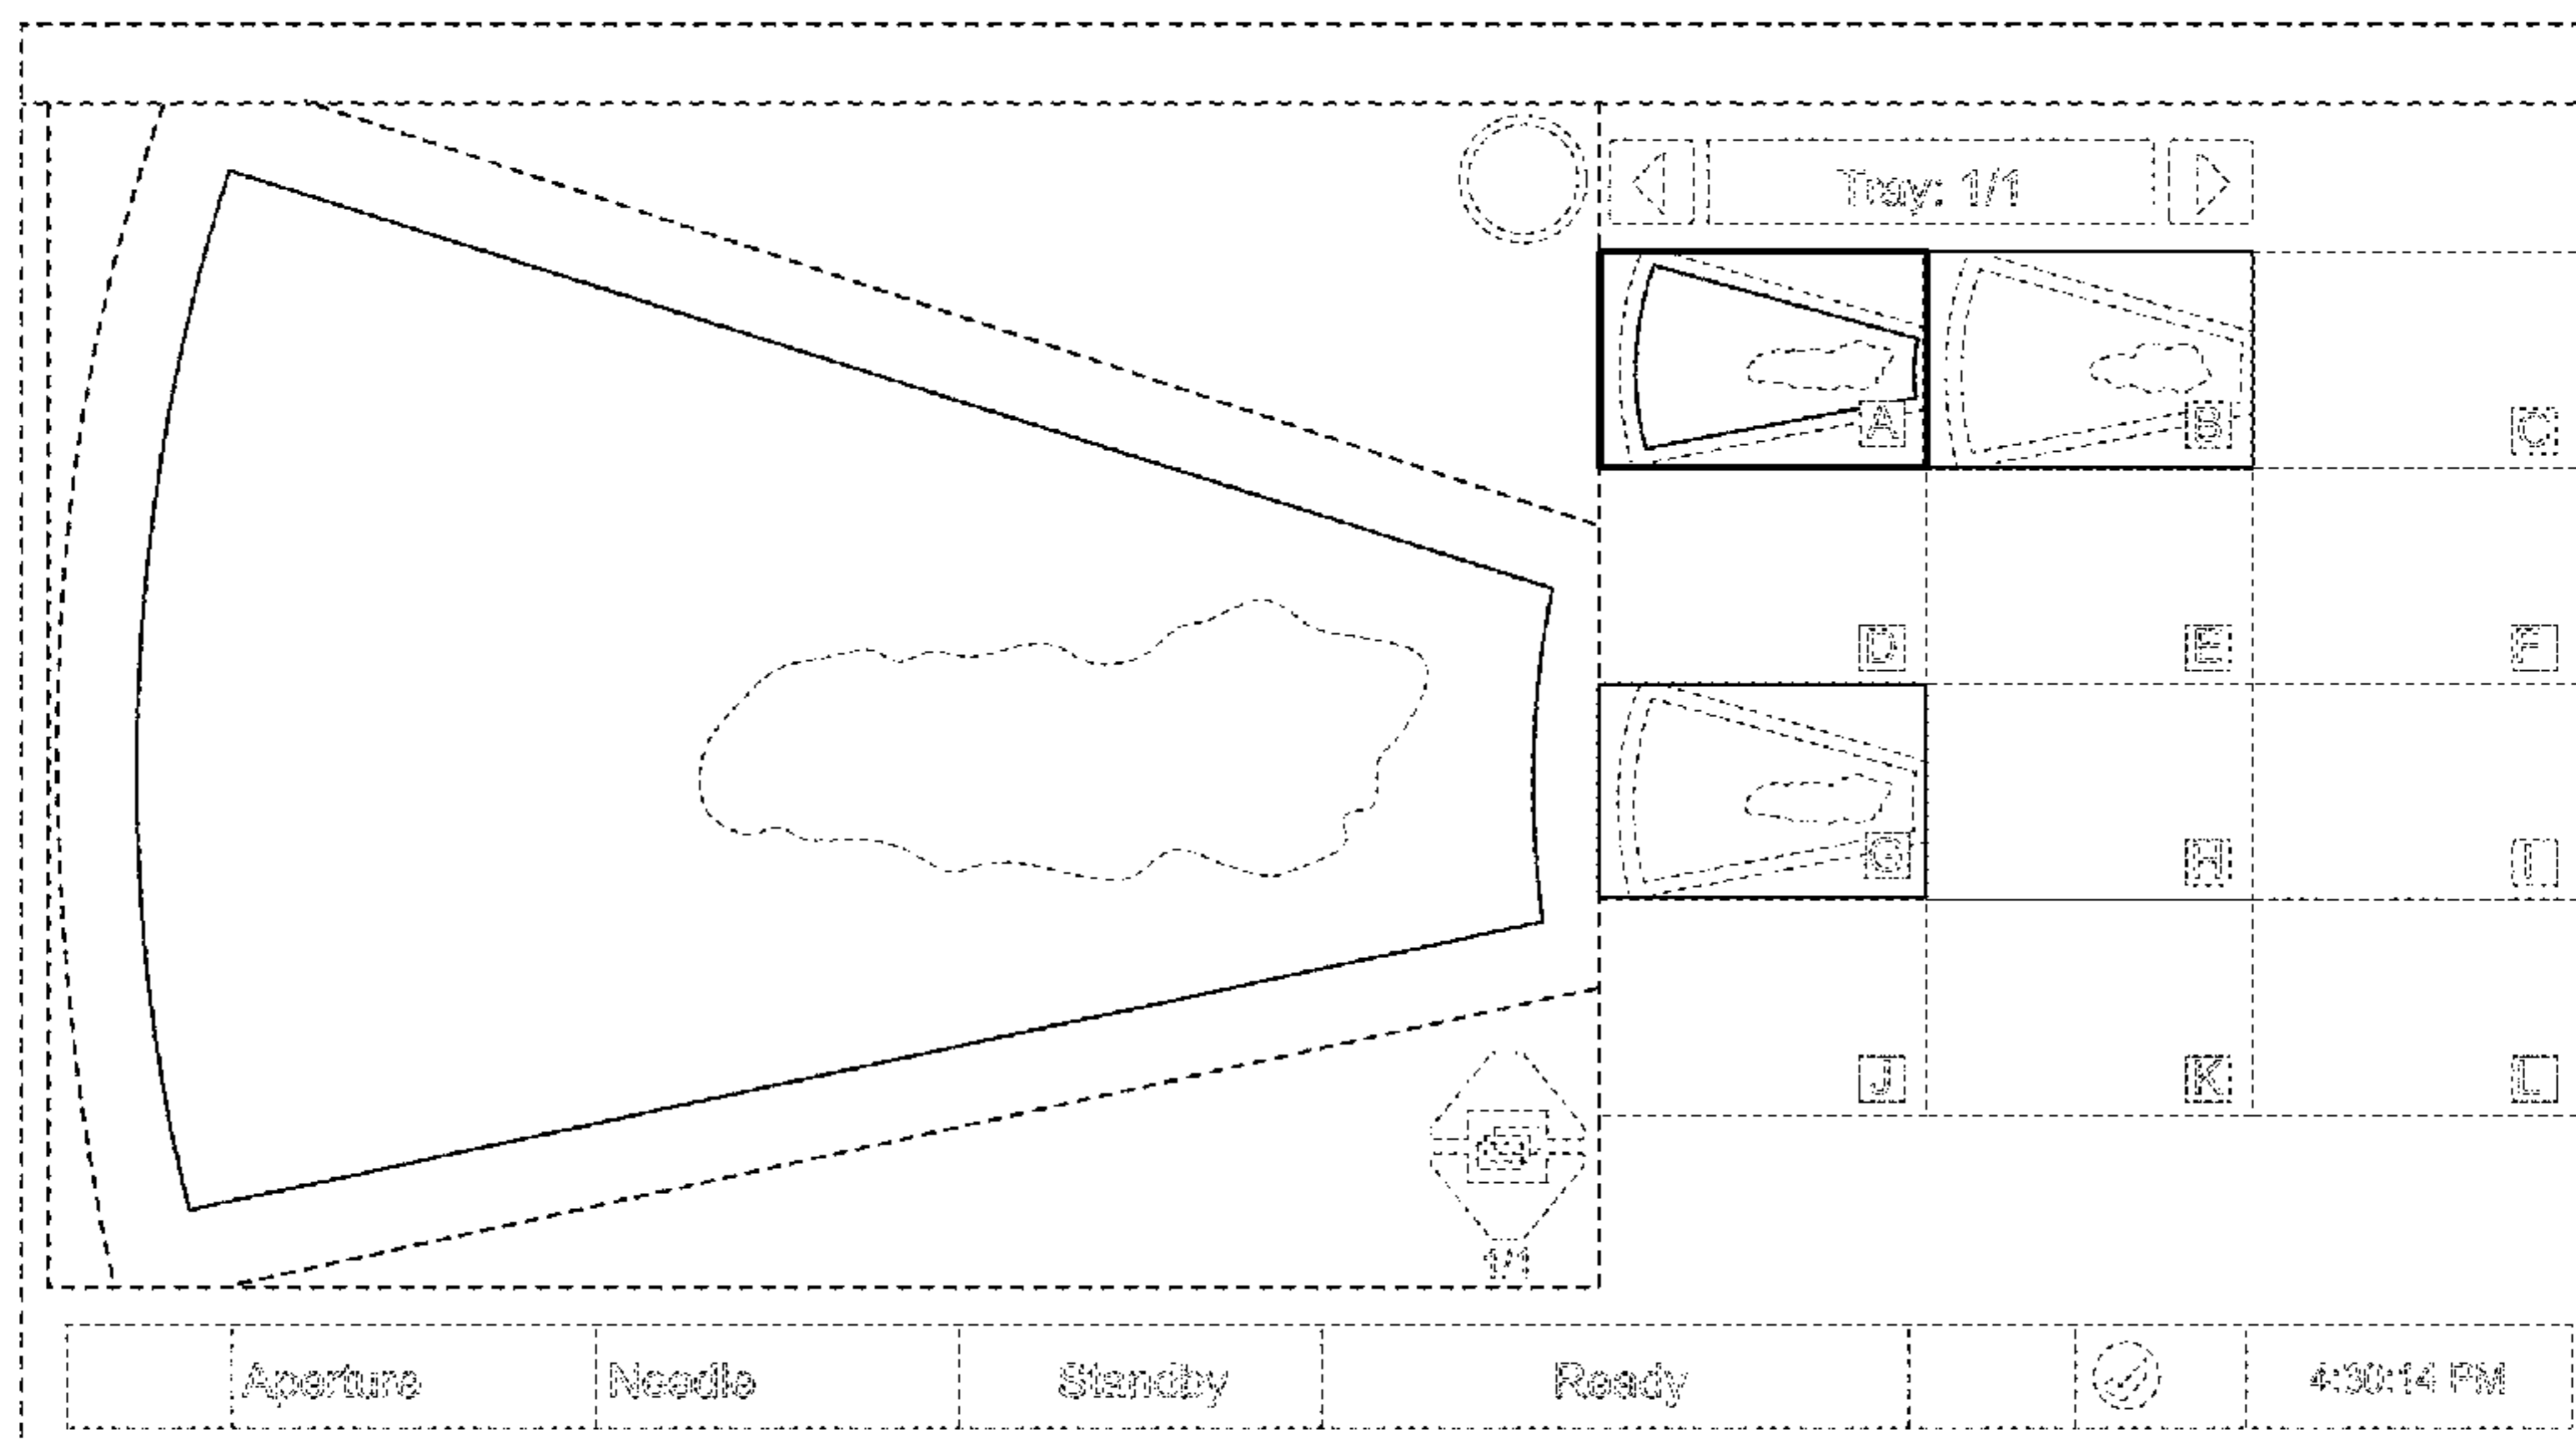 Tray: 1/1
A B C
D E F
G H I
J K L
1/1
Aperture Needle Standby Ready 4:30:14 PM